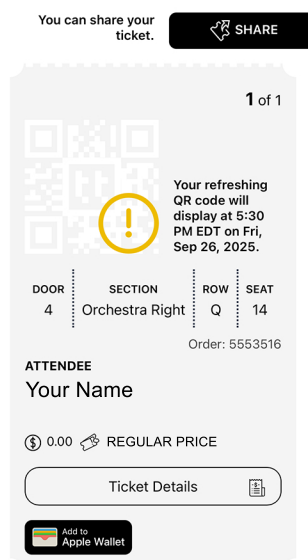 You can share your
ticket.
SHARE
1 of 1
Your refreshing
QR code will
display at 5:30
PM EDT on Fri,
Sep 26, 2025.
DOOR SECTION ROW SEAT
4 Orchestra Right Q 14
Order: 5553516
ATTENDEE
Your Name
$ 0.00 REGULAR PRICE
Ticket Details
Add to
Apple Wallet